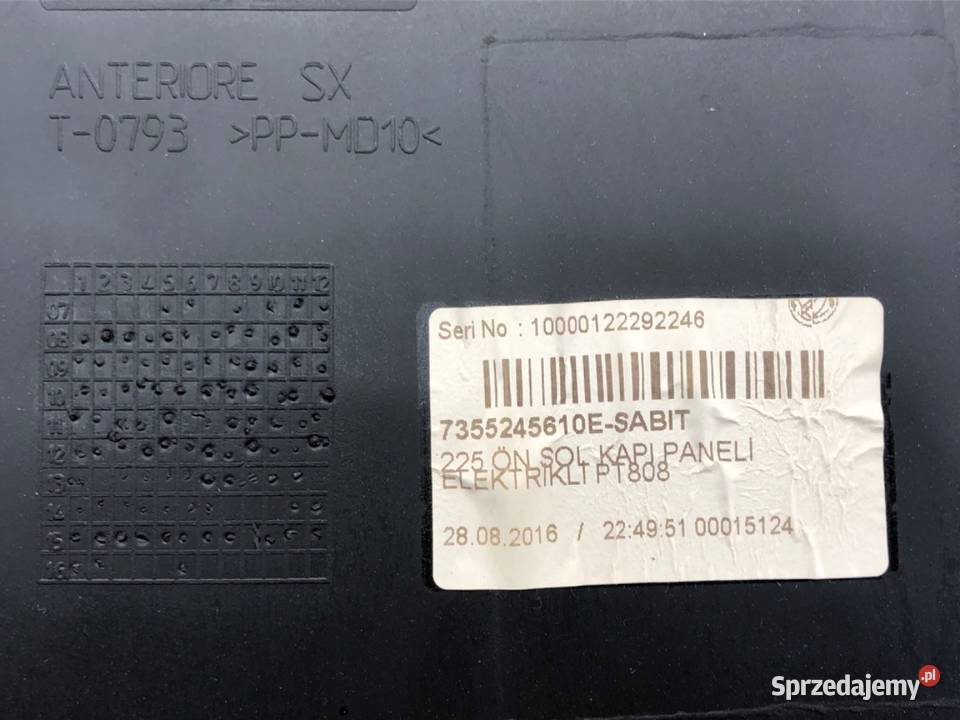 ANTERIORE SX
T-0793 >PP-MD10<
1 2 3 4 5 6 7 8 9 10 11 12
07
08
09
10
11
12
13
14
15
16
Seri No : 10000122292246
7355245610E-SABIT
225 ÖN SOL KAPI PANELİ
ELEKTRIKLI PT808
28.08.2016 / 22:49:51 00015124
Sprzedajemy.pl